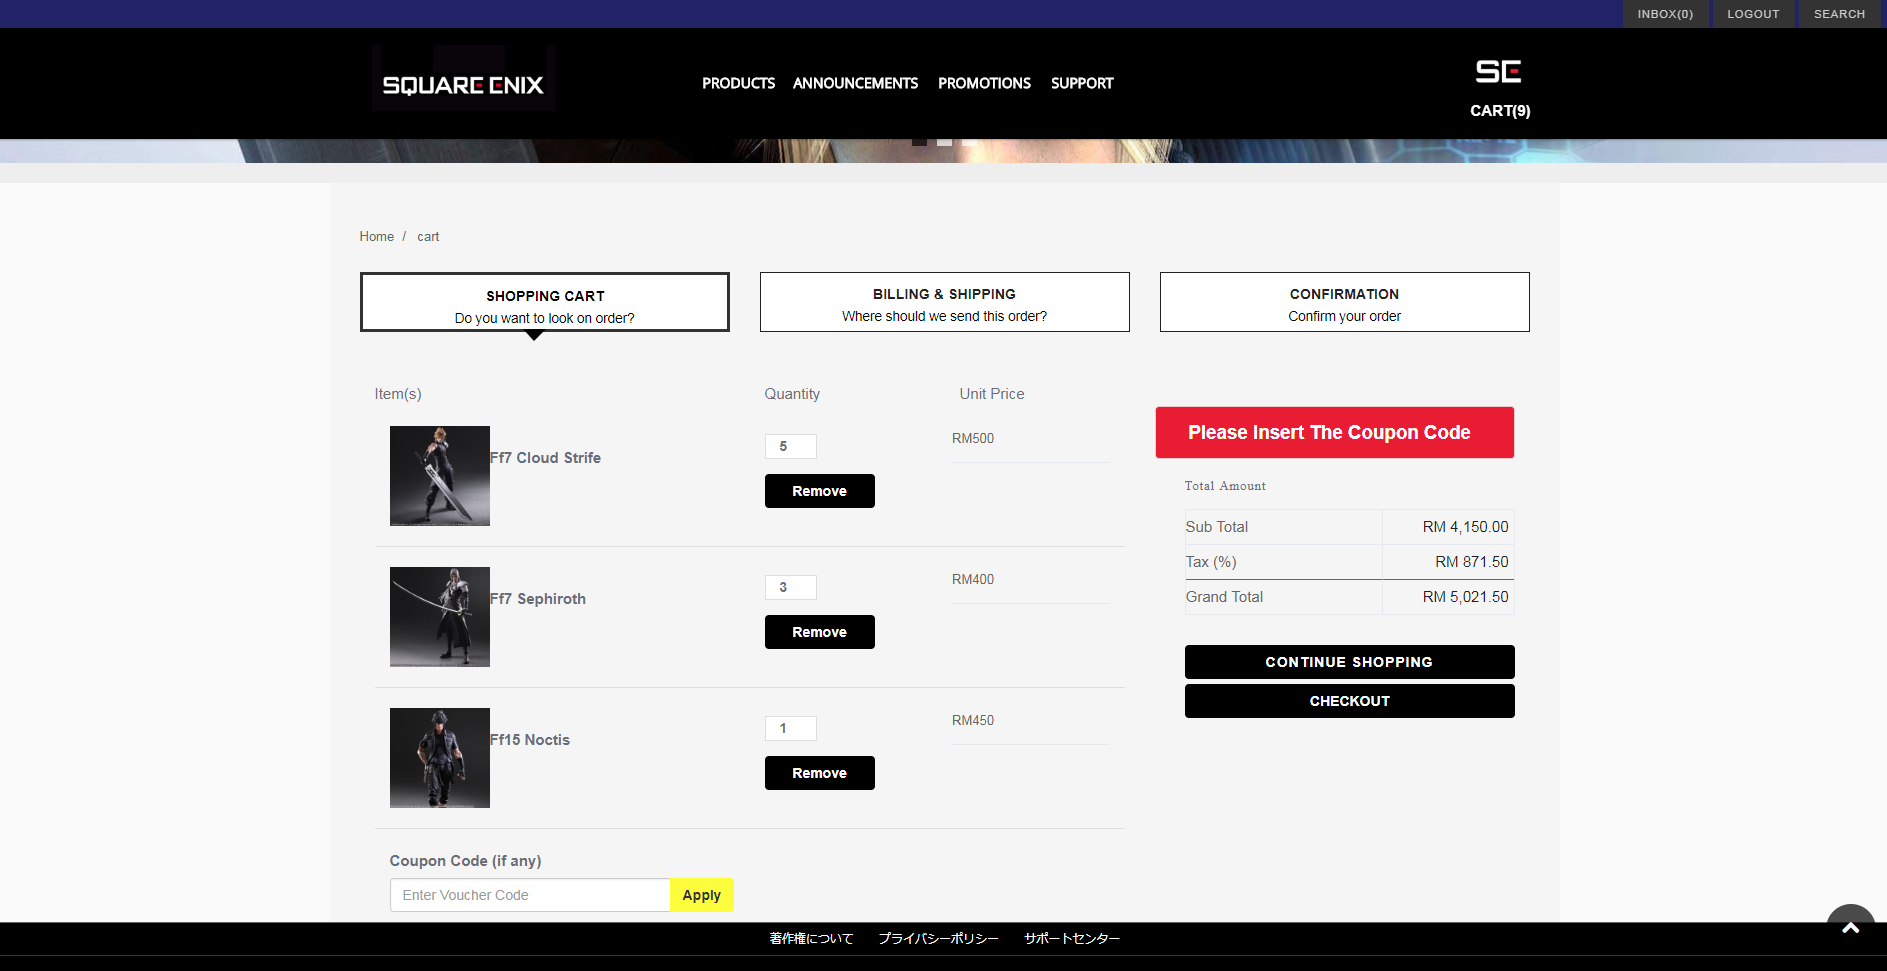 INBOX(0) LOGOUT SEARCH
SQUARE ENIX PRODUCTS ANNOUNCEMENTS PROMOTIONS SUPPORT SE
CART(9)
Home / cart
SHOPPING CART BILLING & SHIPPING CONFIRMATION
Do you want to look on order? Where should we send this order? Confirm your order
Item(s) Quantity Unit Price
Ff7 Cloud Strife 5 RM500
Remove
Ff7 Sephiroth 3 RM400
Remove
Ff15 Noctis 1 RM450
Remove
Coupon Code (if any)
Enter Voucher Code Apply
Please Insert The Coupon Code
Total Amount
Sub Total RM 4,150.00
Tax (%) RM 871.50
Grand Total RM 5,021.50
CONTINUE SHOPPING
CHECKOUT
著作権について プライバシーポリシー サポートセンター